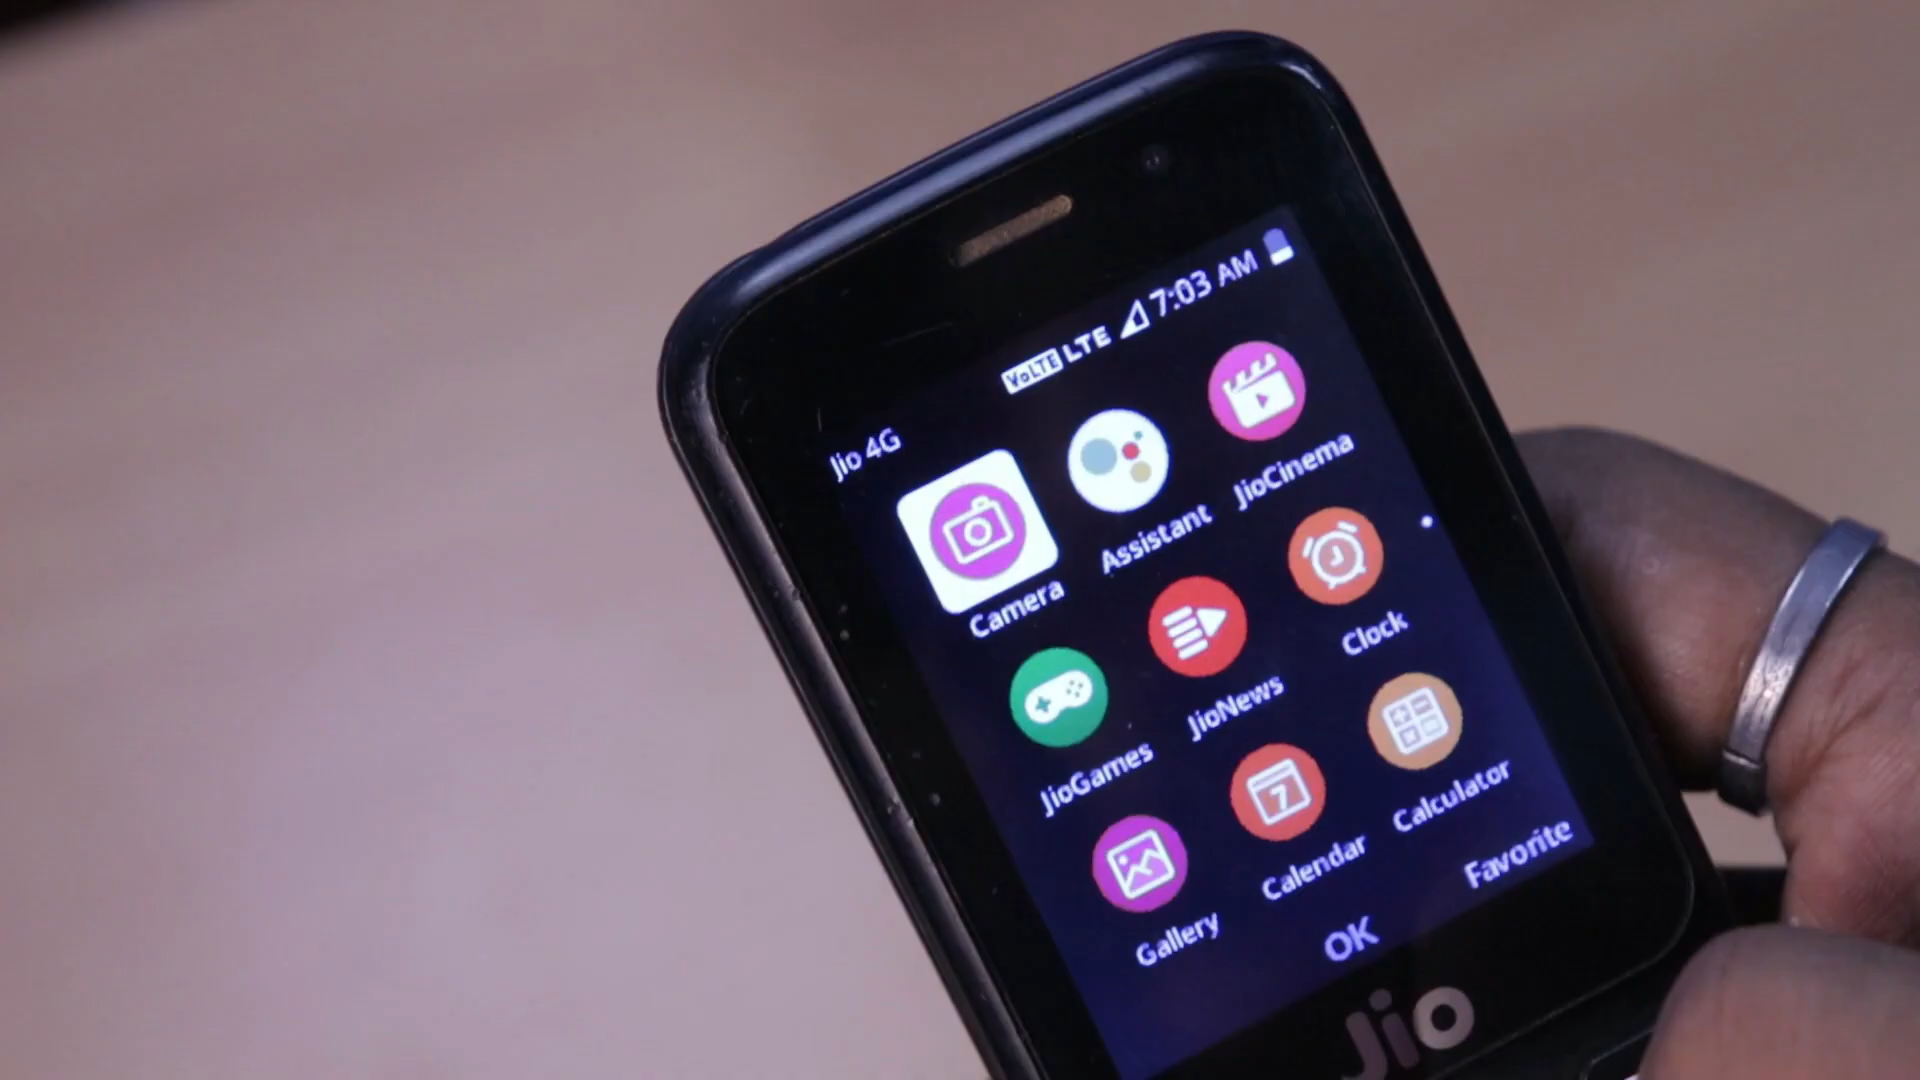 Jio 4G VoLTE LTE 7:03 AM
Camera Assistant JioCinema
JioGames JioNews Clock
Gallery Calendar Calculator
7
OK Favorite
Jio